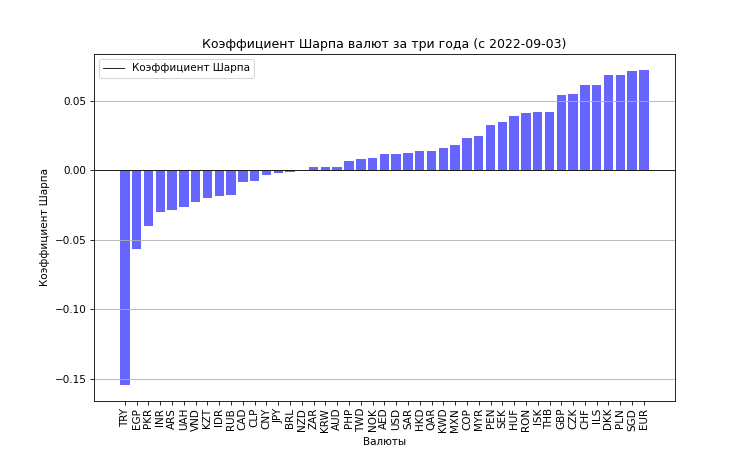 Коэффициент Шарпа валют за три года (с 2022-09-03)
Коэффициент Шарпа
0.05
0.00
−0.05
−0.10
−0.15
Коэффициент Шарпа
TRY EGP PKR INR ARS UAH VND KZT IDR RUB CAD CLP CNY JPY BRL NZD ZAR KRW AUD PHP TWD NOK AED USD SAR HKD QAR KWD MXN COP MYR PEN SEK HUF RON ISK THB GBP CZK CHF ILS DKK PLN SGD EUR
Валюты